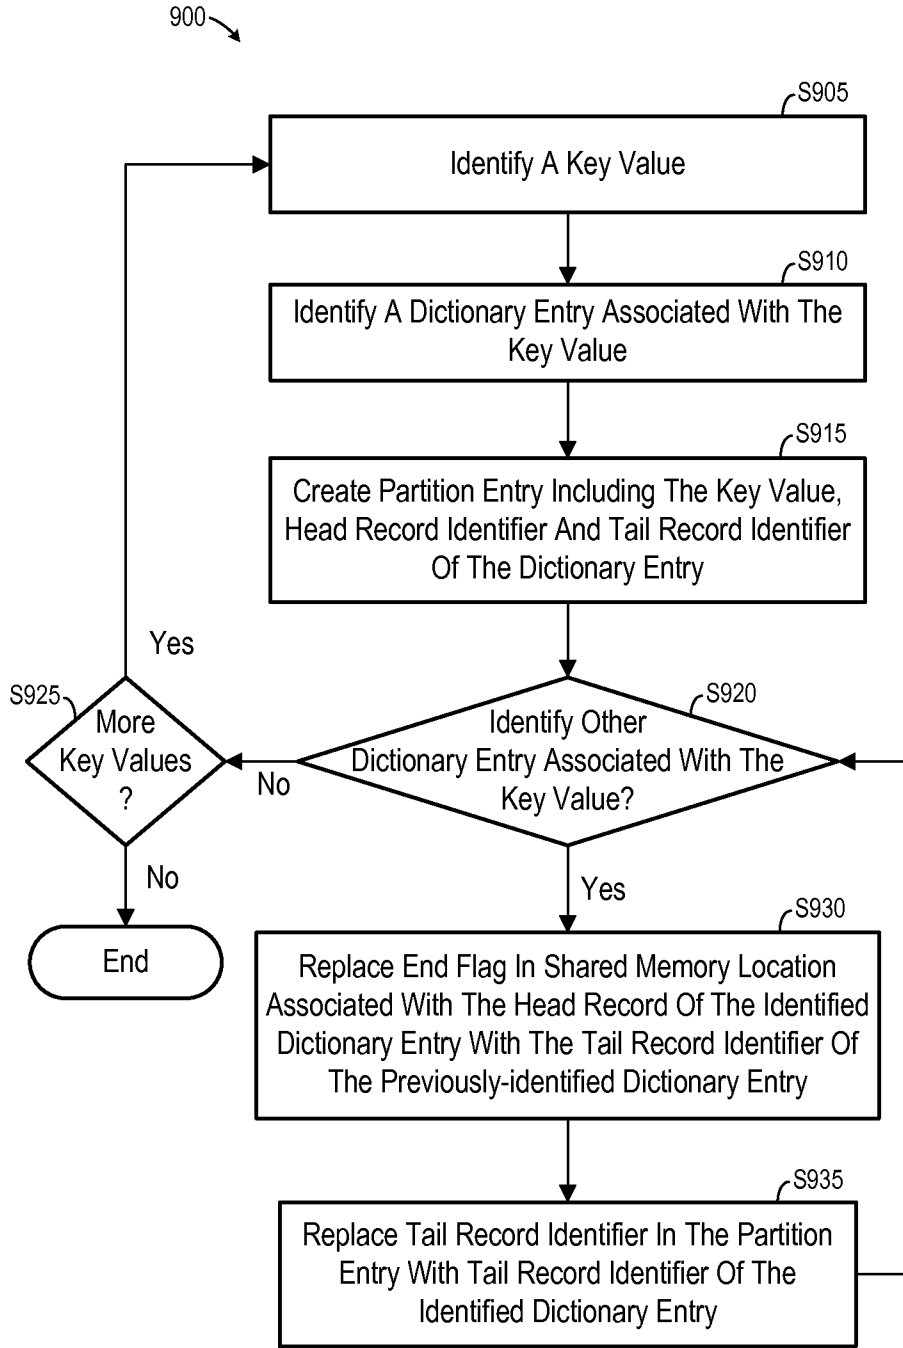 900
S905
Identify A Key Value
S910
Identify A Dictionary Entry Associated With The
Key Value
S915
Create Partition Entry Including The Key Value,
Head Record Identifier And Tail Record Identifier
Of The Dictionary Entry
Yes
S925
More
Key Values
?
S920
Identify Other
Dictionary Entry Associated With The
Key Value?
No
No
Yes
End
S930
Replace End Flag In Shared Memory Location
Associated With The Head Record Of The Identified
Dictionary Entry With The Tail Record Identifier Of
The Previously-identified Dictionary Entry
S935
Replace Tail Record Identifier In The Partition
Entry With Tail Record Identifier Of The
Identified Dictionary Entry